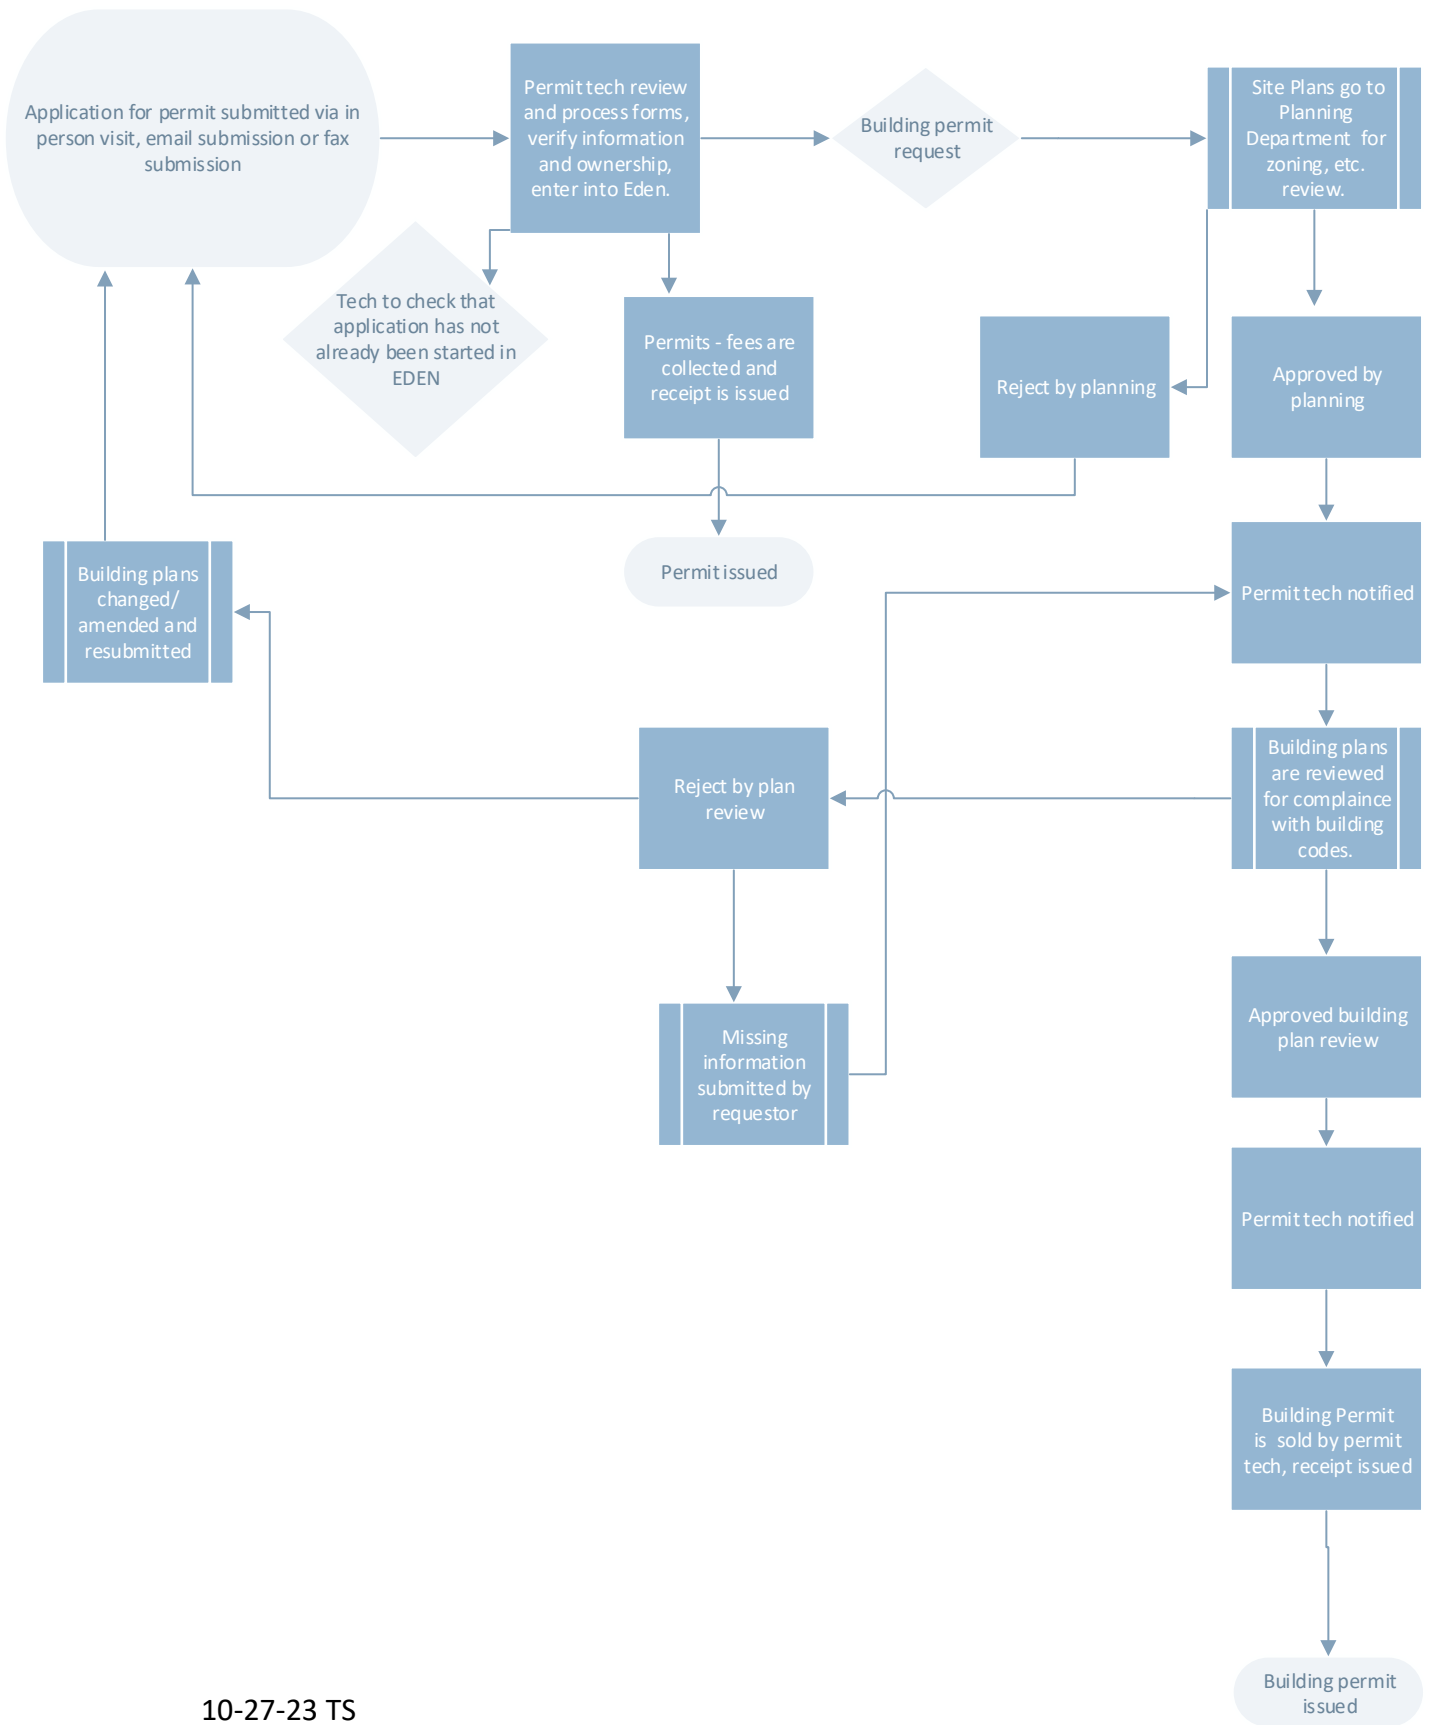 Application for permit submitted via in
person visit, email submission or fax
submission
Permit tech review
and process forms,
verify information
and ownership,
enter into Eden.
Building permit
request
Site Plans go to
Planning
Department for
zoning, etc.
review.
Tech to check that
application has not
already been started in
EDEN
Permits - fees are
collected and
receipt is issued
Reject by planning
Approved by
planning
Permit issued
Building plans
changed/
amended and
resubmitted
Permit tech notified
Reject by plan
review
Building plans
are reviewed
for complaince
with building
codes.
Missing
information
submitted by
requestor
Approved building
plan review
Permit tech notified
Building Permit
is sold by permit
tech, receipt issued
Building permit
issued
10-27-23 TS